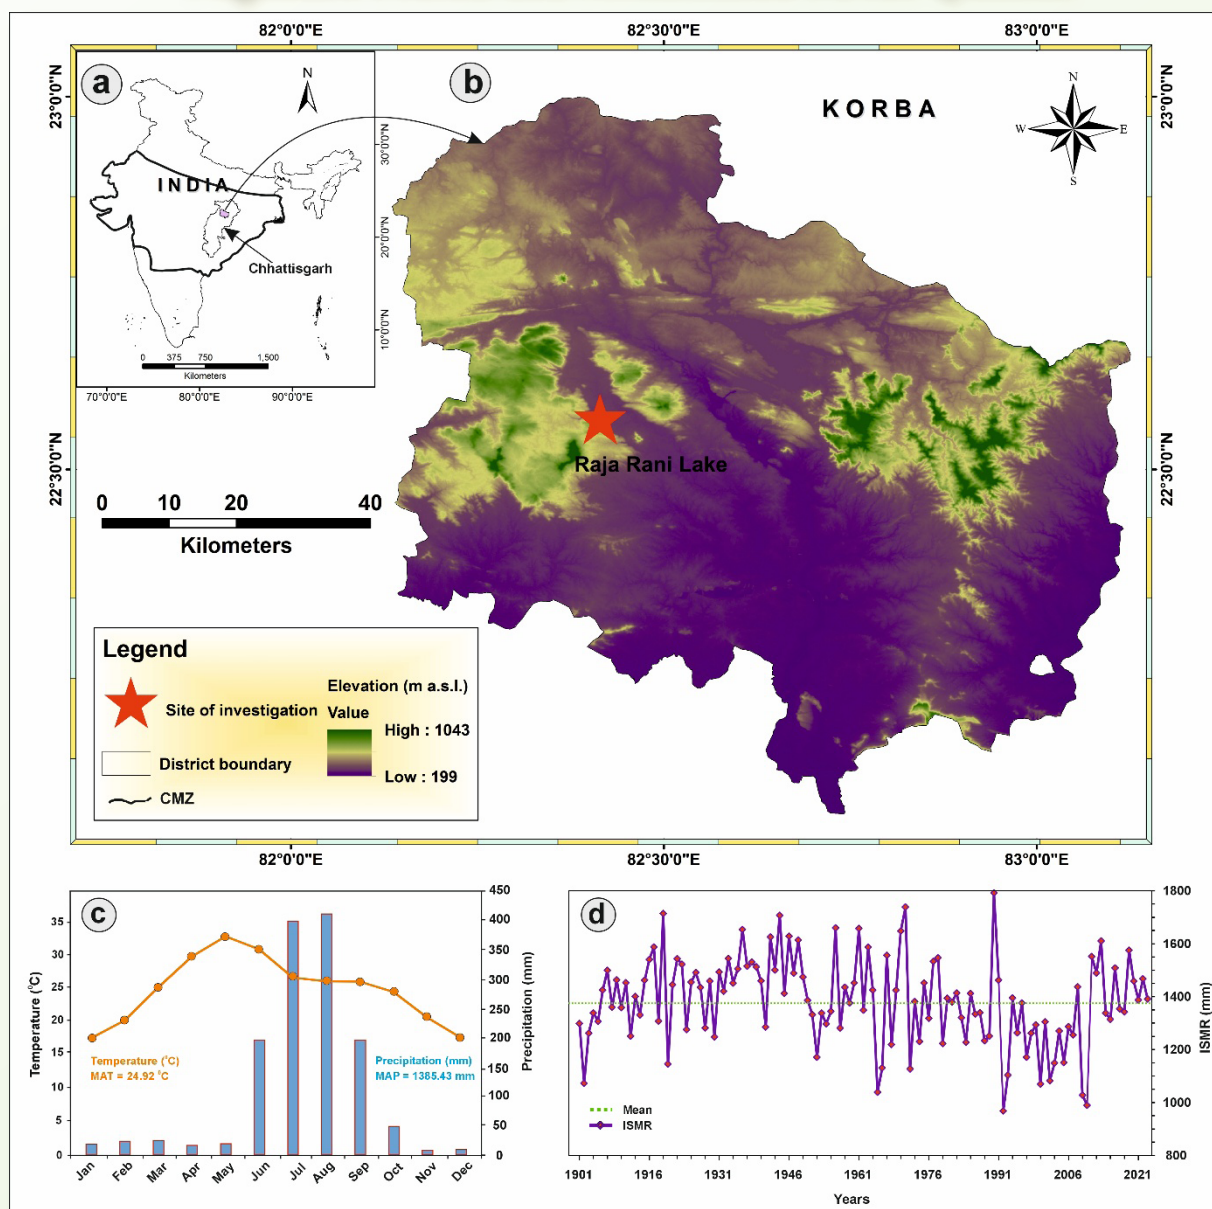 82°0'0"E
82°30'0"E
83°0'0"E
23°0'0"N
22°30'0"N
23°0'0"N
22°30'0"N
a
N
INDIA
Chhattisgarh
0 375 750 1,500
Kilometers
70°0'0"E
80°0'0"E
90°0'0"E
30°0'0"N
20°0'0"N
10°0'0"N
b
KORBA
N
W
E
S
Raja Rani Lake
0 10 20 40
Kilometers
Legend
Site of investigation
District boundary
CMZ
Elevation (m a.s.l.)
Value
High : 1043
Low : 199
82°0'0"E
82°30'0"E
83°0'0"E
c
Temperature (°C)
35
30
25
20
15
10
5
0
Temperature (°C)
MAT = 24.92 °C
Precipitation (mm)
MAP = 1385.43 mm
Jan Feb Mar Apr May Jun Jul Aug Sep Oct Nov Dec
450
400
350
300
250
200
150
100
50
0
Precipitation (mm)
d
Mean
ISMR
1901 1916 1931 1946 1961 1976 1991 2006 2021
Years
1800
1600
1400
1200
1000
800
ISMR (mm)